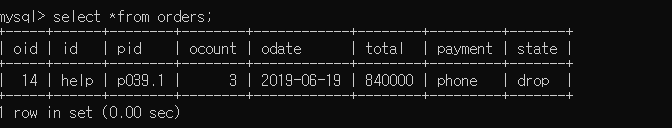 mysql> select *from orders;
+-----+------+--------+--------+------------+--------+---------+-------+
| oid | id | pid | ocount | odate | total | payment | state |
+-----+------+--------+--------+------------+--------+---------+-------+
| 14 | help | p039.1 | 3 | 2019-06-19 | 840000 | phone | drop |
+-----+------+--------+--------+------------+--------+---------+-------+
1 row in set (0.00 sec)